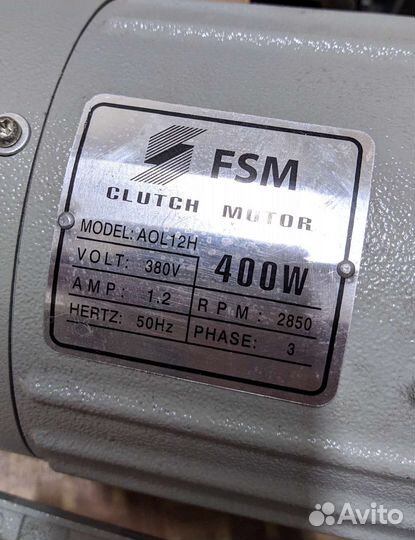 FSM
CLUTCH MOTOR
MODEL: AOL12H
VOLT: 380V
400W
AMP: 1.2
RPM: 2850
HERTZ: 50Hz
PHASE: 3
Avito